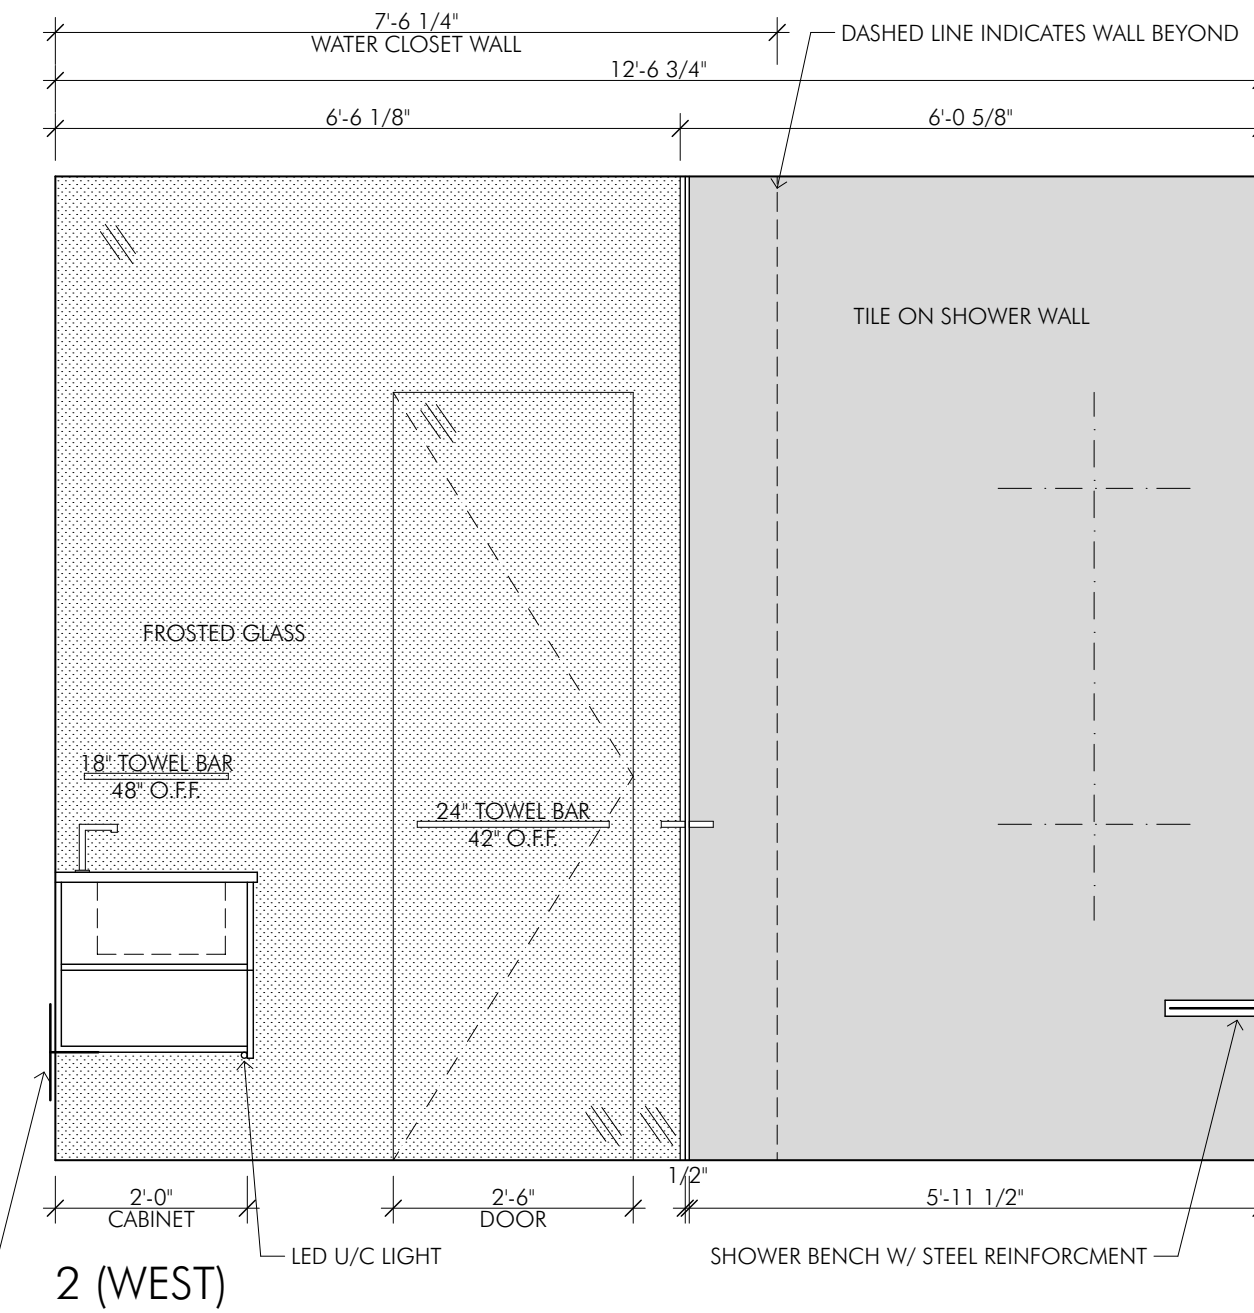 7'-6 1/4"
WATER CLOSET WALL
DASHED LINE INDICATES WALL BEYOND
12'-6 3/4"
6'-6 1/8"
6'-0 5/8"
TILE ON SHOWER WALL
FROSTED GLASS
18" TOWEL BAR
48" O.F.F.
24" TOWEL BAR
42" O.F.F.
1/2"
2'-0"
CABINET
2'-6"
DOOR
5'-11 1/2"
LED U/C LIGHT
SHOWER BENCH W/ STEEL REINFORCMENT
2 (WEST)